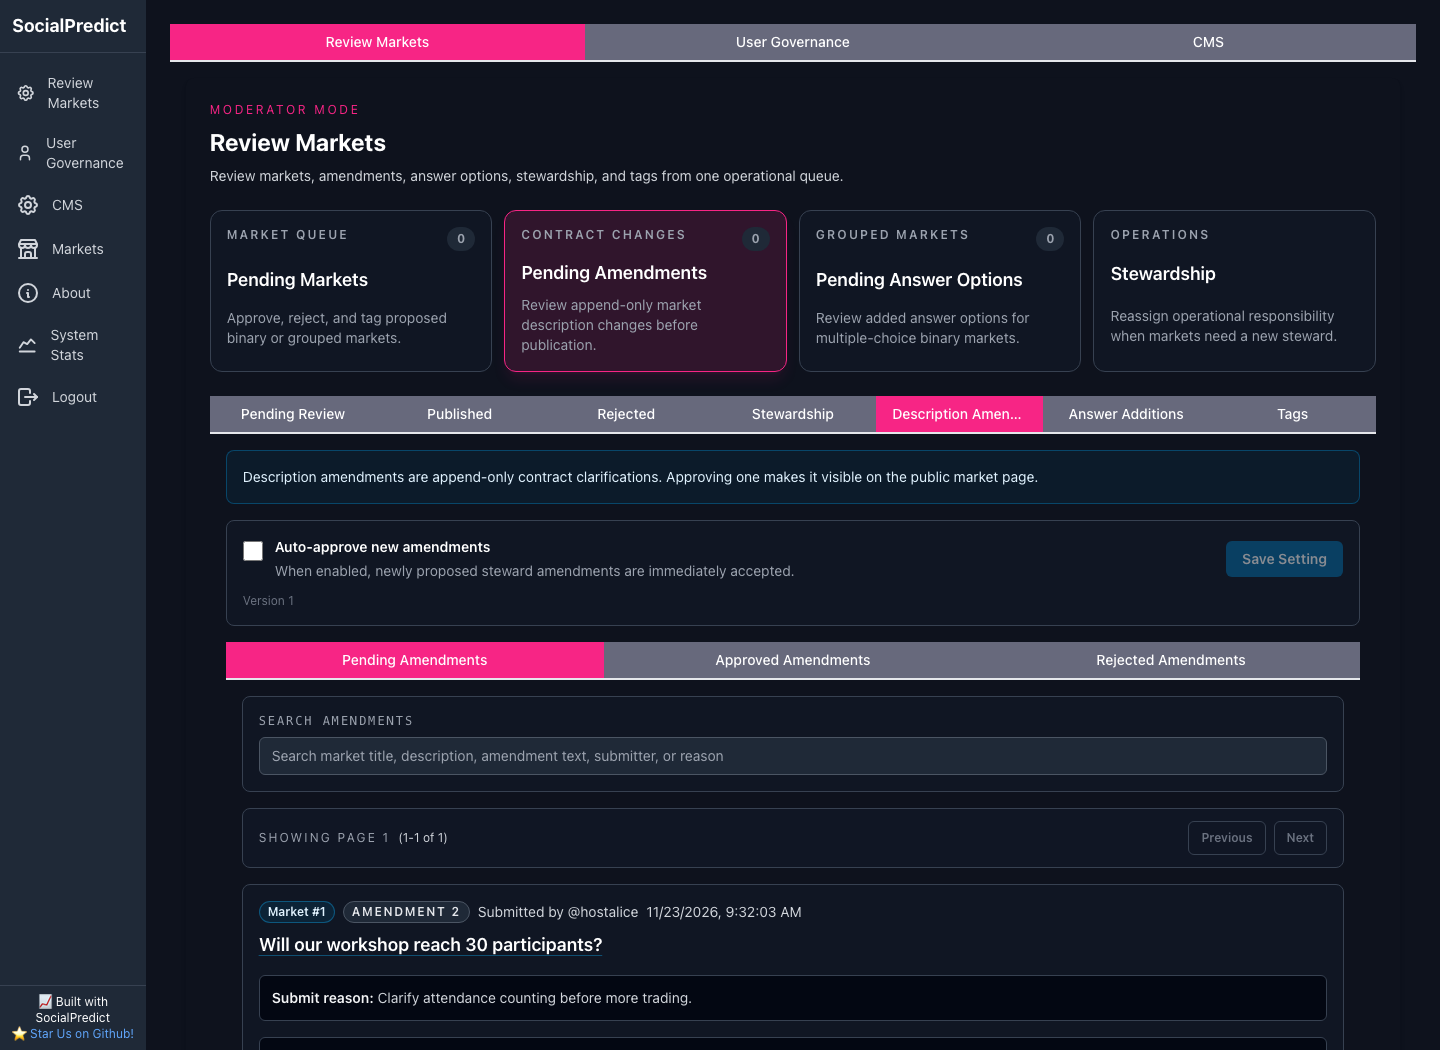 SocialPredict
Review Markets
User Governance
CMS
Markets
About
System Stats
Logout
📈 Built with
SocialPredict
⭐ Star Us on Github!
Review Markets
User Governance
CMS
MODERATOR MODE
Review Markets
Review markets, amendments, answer options, stewardship, and tags from one operational queue.
MARKET QUEUE
0
Pending Markets
Approve, reject, and tag proposed
binary or grouped markets.
CONTRACT CHANGES
0
Pending Amendments
Review append-only market
description changes before
publication.
GROUPED MARKETS
0
Pending Answer Options
Review added answer options for
multiple-choice binary markets.
OPERATIONS
Stewardship
Reassign operational responsibility
when markets need a new steward.
Pending Review
Published
Rejected
Stewardship
Description Amen...
Answer Additions
Tags
Description amendments are append-only contract clarifications. Approving one makes it visible on the public market page.
Auto-approve new amendments
When enabled, newly proposed steward amendments are immediately accepted.
Version 1
Save Setting
Pending Amendments
Approved Amendments
Rejected Amendments
SEARCH AMENDMENTS
Search market title, description, amendment text, submitter, or reason
SHOWING PAGE 1 (1-1 of 1)
Previous
Next
Market #1 AMENDMENT 2 Submitted by @hostalice 11/23/2026, 9:32:03 AM
Will our workshop reach 30 participants?
Submit reason: Clarify attendance counting before more trading.